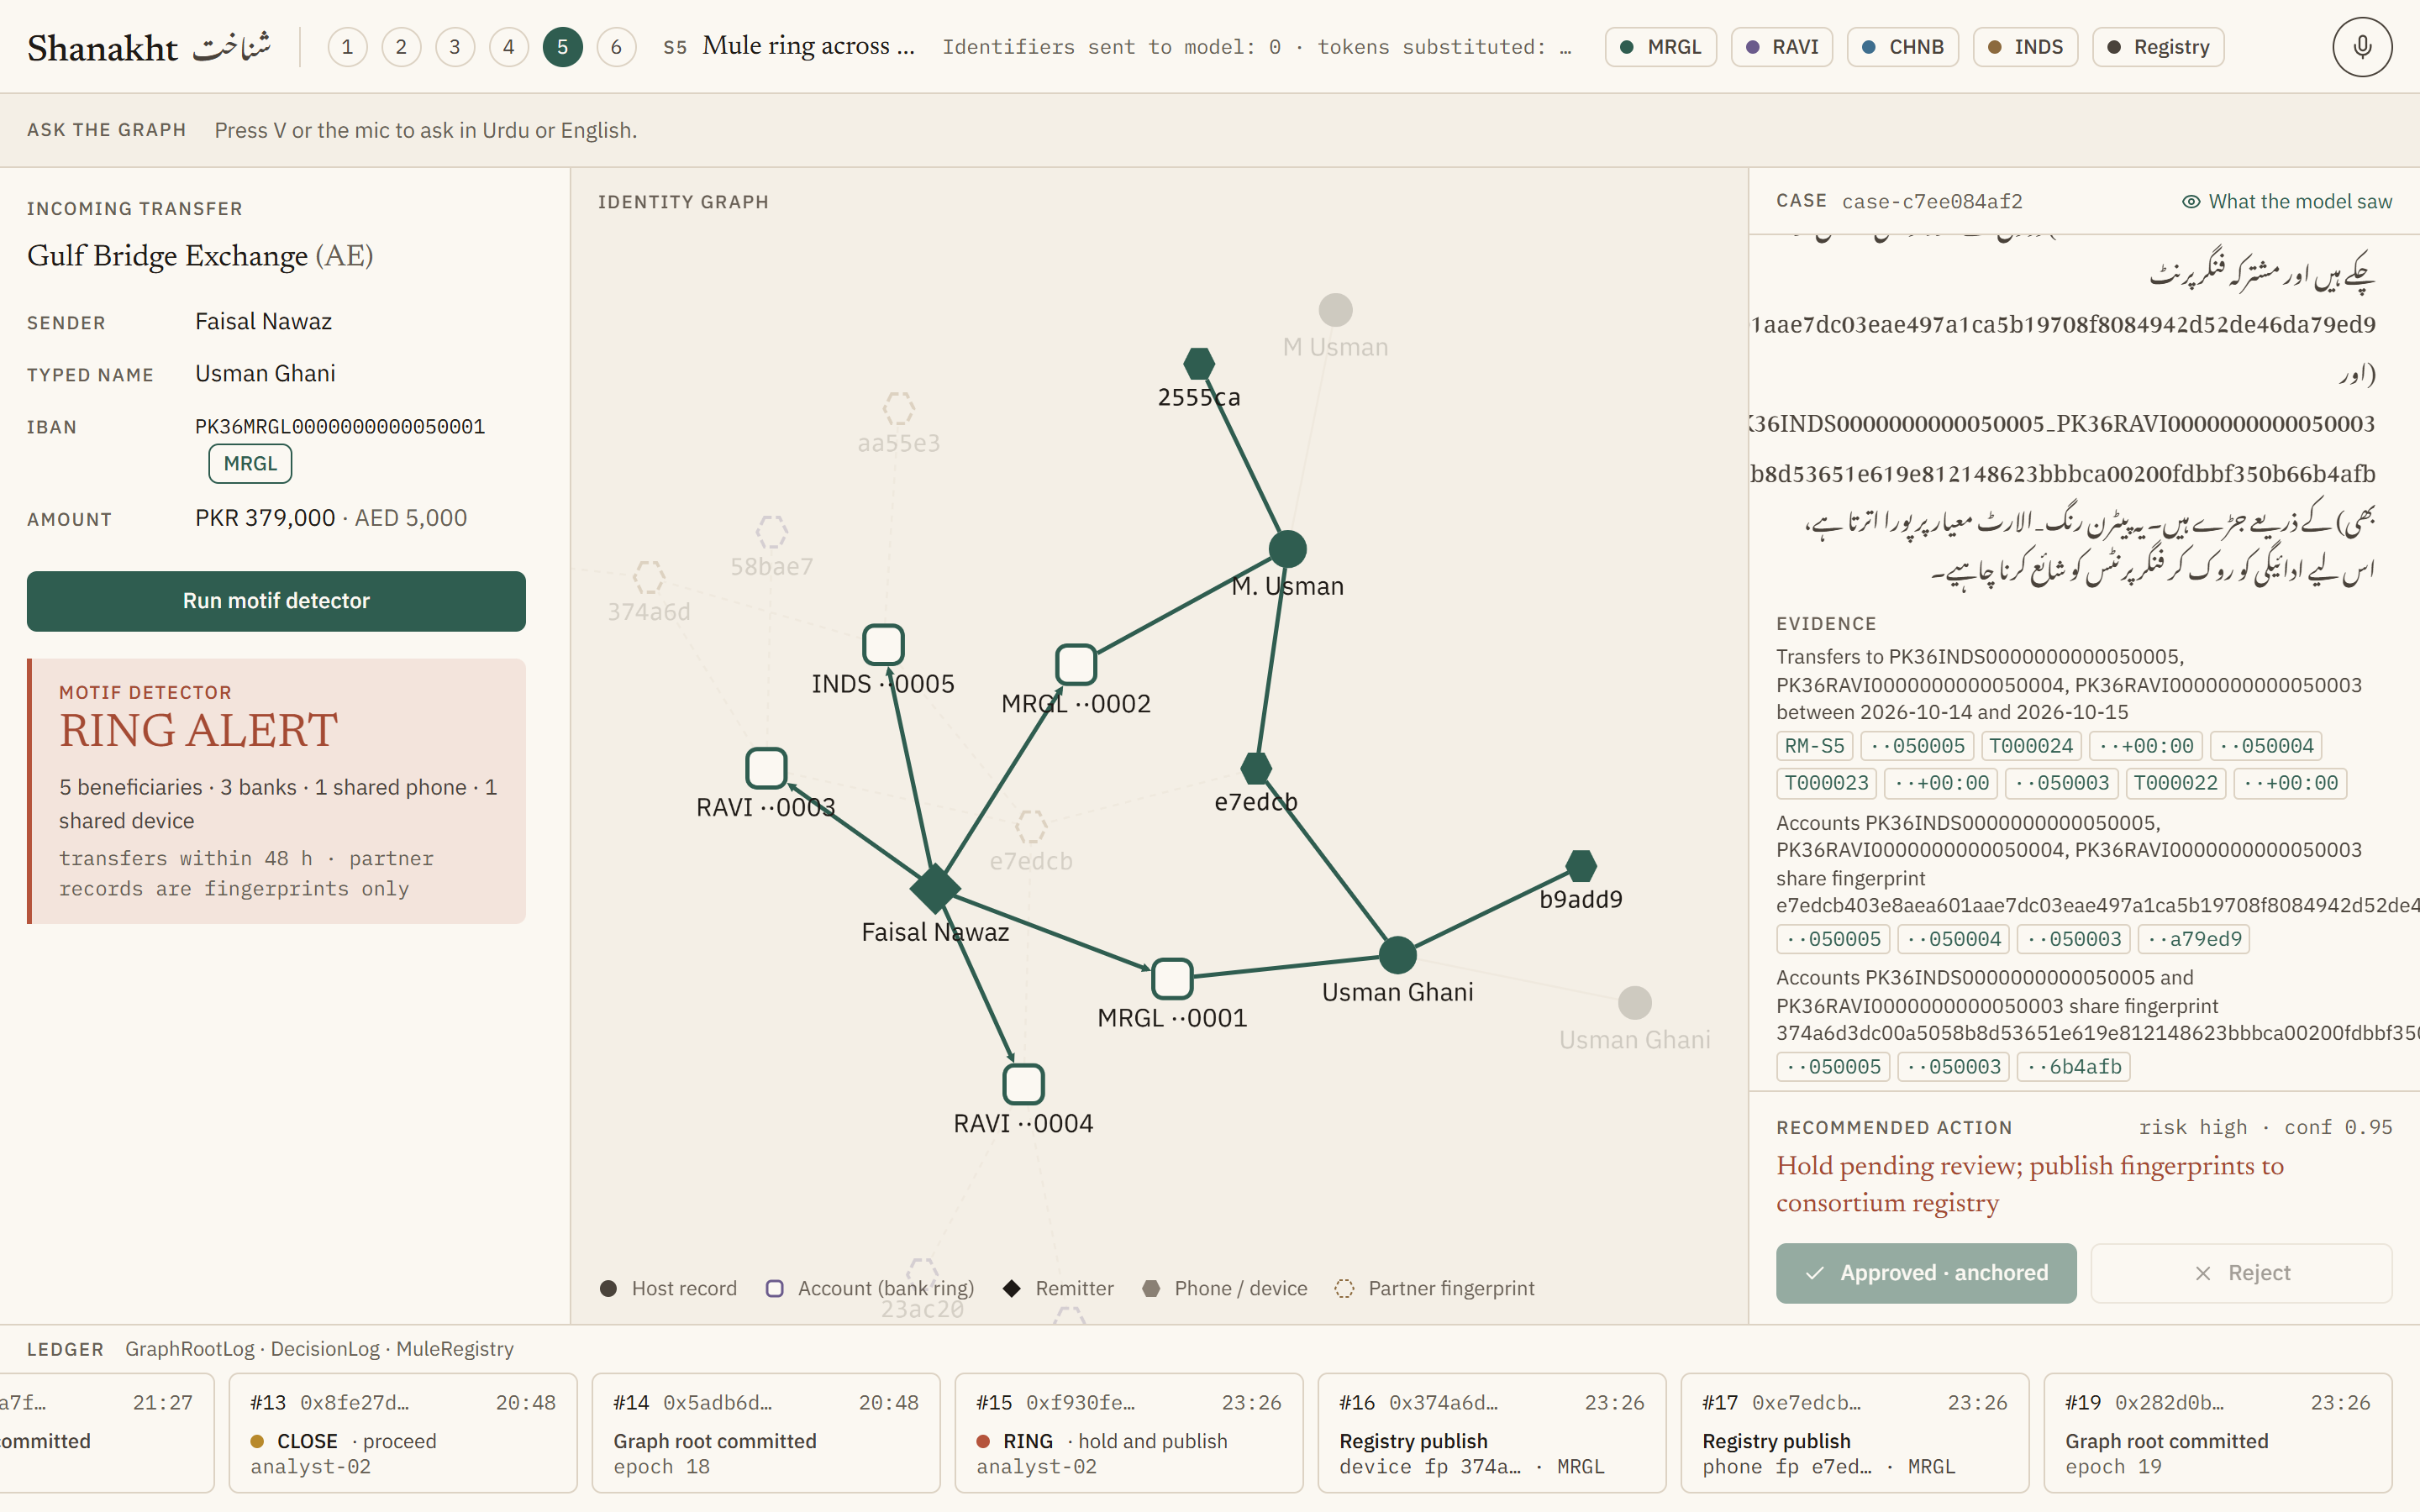 Shanakht شناخت
1 2 3 4 5 6
S5 Mule ring across ...
Identifiers sent to model: 0 · tokens substituted: …
MRGL RAVI CHNB INDS Registry
ASK THE GRAPH Press V or the mic to ask in Urdu or English.
INCOMING TRANSFER
Gulf Bridge Exchange (AE)
SENDER Faisal Nawaz
TYPED NAME Usman Ghani
IBAN PK36MRGL0000000000050001
MRGL
AMOUNT PKR 379,000 · AED 5,000
Run motif detector
MOTIF DETECTOR
RING ALERT
5 beneficiaries · 3 banks · 1 shared phone · 1
shared device
transfers within 48 h · partner
records are fingerprints only
IDENTITY GRAPH
M Usman
2555ca
aa55e3
58bae7
374a6d
M. Usman
INDS ··0005
MRGL ··0002
RAVI ··0003
e7edcb
e7edcb
b9add9
Faisal Nawaz
Usman Ghani
MRGL ··0001
Usman Ghani
RAVI ··0004
23ac20
Host record
Account (bank ring)
Remitter
Phone / device
Partner fingerprint
CASE case-c7ee084af2
What the model saw
چکے ہیں اور مشترکہ فنگر پرنٹ
1aae7dc03eae497a1ca5b19708f8084942d52de46da79ed9
(اور
36INDS0000000000050005_PK36RAVI0000000000050003
b8d53651e619e812148623bbbca00200fdbbf350b66b4afb
بھی) کے ذریعے جڑے ہیں۔ یہ پیٹرن رنگ-الارٹ معیار پر پورا اترتا ہے،
اس لیے ادائیگی کو روک کر فنگر پرنٹس کو شائع کرنا چاہیے۔
EVIDENCE
Transfers to PK36INDS0000000000050005,
PK36RAVI0000000000050004, PK36RAVI0000000000050003
between 2026-10-14 and 2026-10-15
RM-S5 ··050005 T000024 ··+00:00 ··050004
T000023 ··+00:00 ··050003 T000022 ··+00:00
Accounts PK36INDS0000000000050005,
PK36RAVI0000000000050004, PK36RAVI0000000000050003
share fingerprint
e7edcb403e8aea601aae7dc03eae497a1ca5b19708f8084942d52de4
··050005 ··050004 ··050003 ··a79ed9
Accounts PK36INDS0000000000050005 and
PK36RAVI0000000000050003 share fingerprint
374a6d3dc00a5058b8d53651e619e812148623bbbca00200fdbbf350
··050005 ··050003 ··6b4afb
RECOMMENDED ACTION risk high · conf 0.95
Hold pending review; publish fingerprints to
consortium registry
Approved · anchored
Reject
LEDGER GraphRootLog · DecisionLog · MuleRegistry
a7f… 21:27
committed
#13 0x8fe27d… 20:48
CLOSE · proceed
analyst-02
#14 0x5adb6d… 20:48
Graph root committed
epoch 18
#15 0xf930fe… 23:26
RING · hold and publish
analyst-02
#16 0x374a6d… 23:26
Registry publish
device fp 374a… · MRGL
#17 0xe7edcb… 23:26
Registry publish
phone fp e7ed… · MRGL
#19 0x282d0b… 23:26
Graph root committed
epoch 19